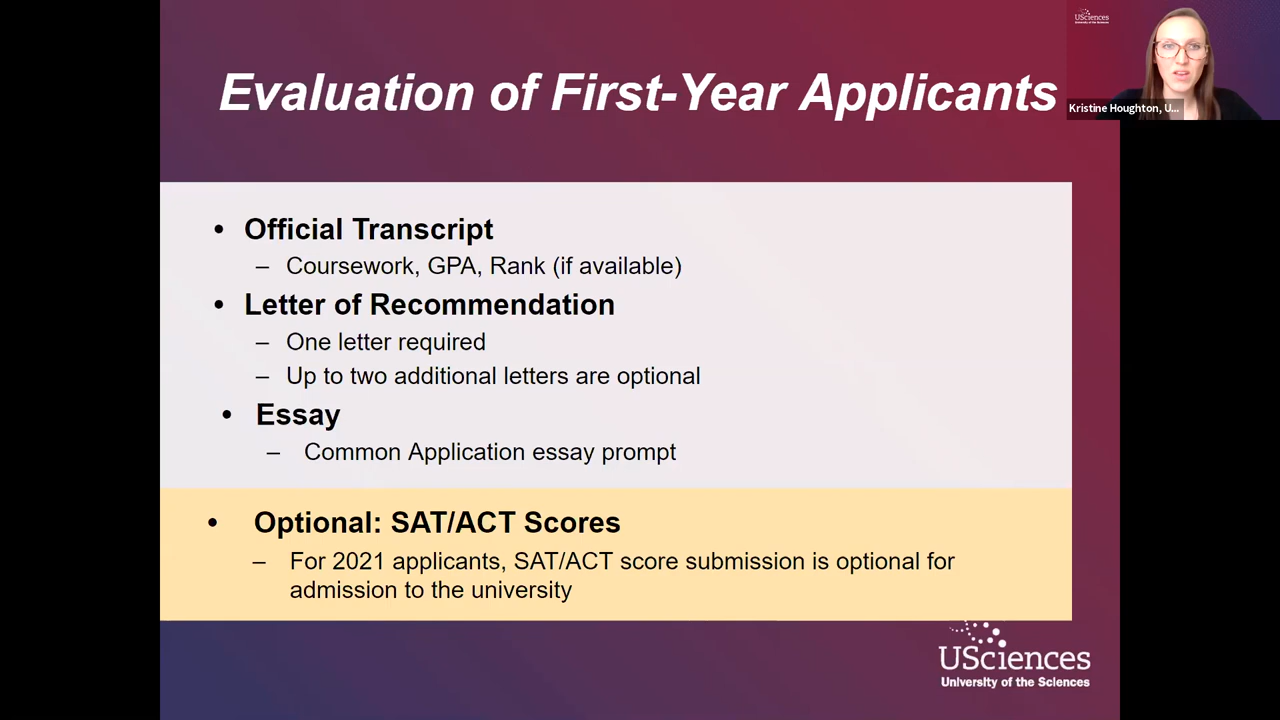 Evaluation of First-Year Applicants
USciences
University of the Sciences
Kristine Houghton, U...
• Official Transcript
– Coursework, GPA, Rank (if available)
• Letter of Recommendation
– One letter required
– Up to two additional letters are optional
• Essay
– Common Application essay prompt
• Optional: SAT/ACT Scores
– For 2021 applicants, SAT/ACT score submission is optional for
admission to the university
USciences
University of the Sciences